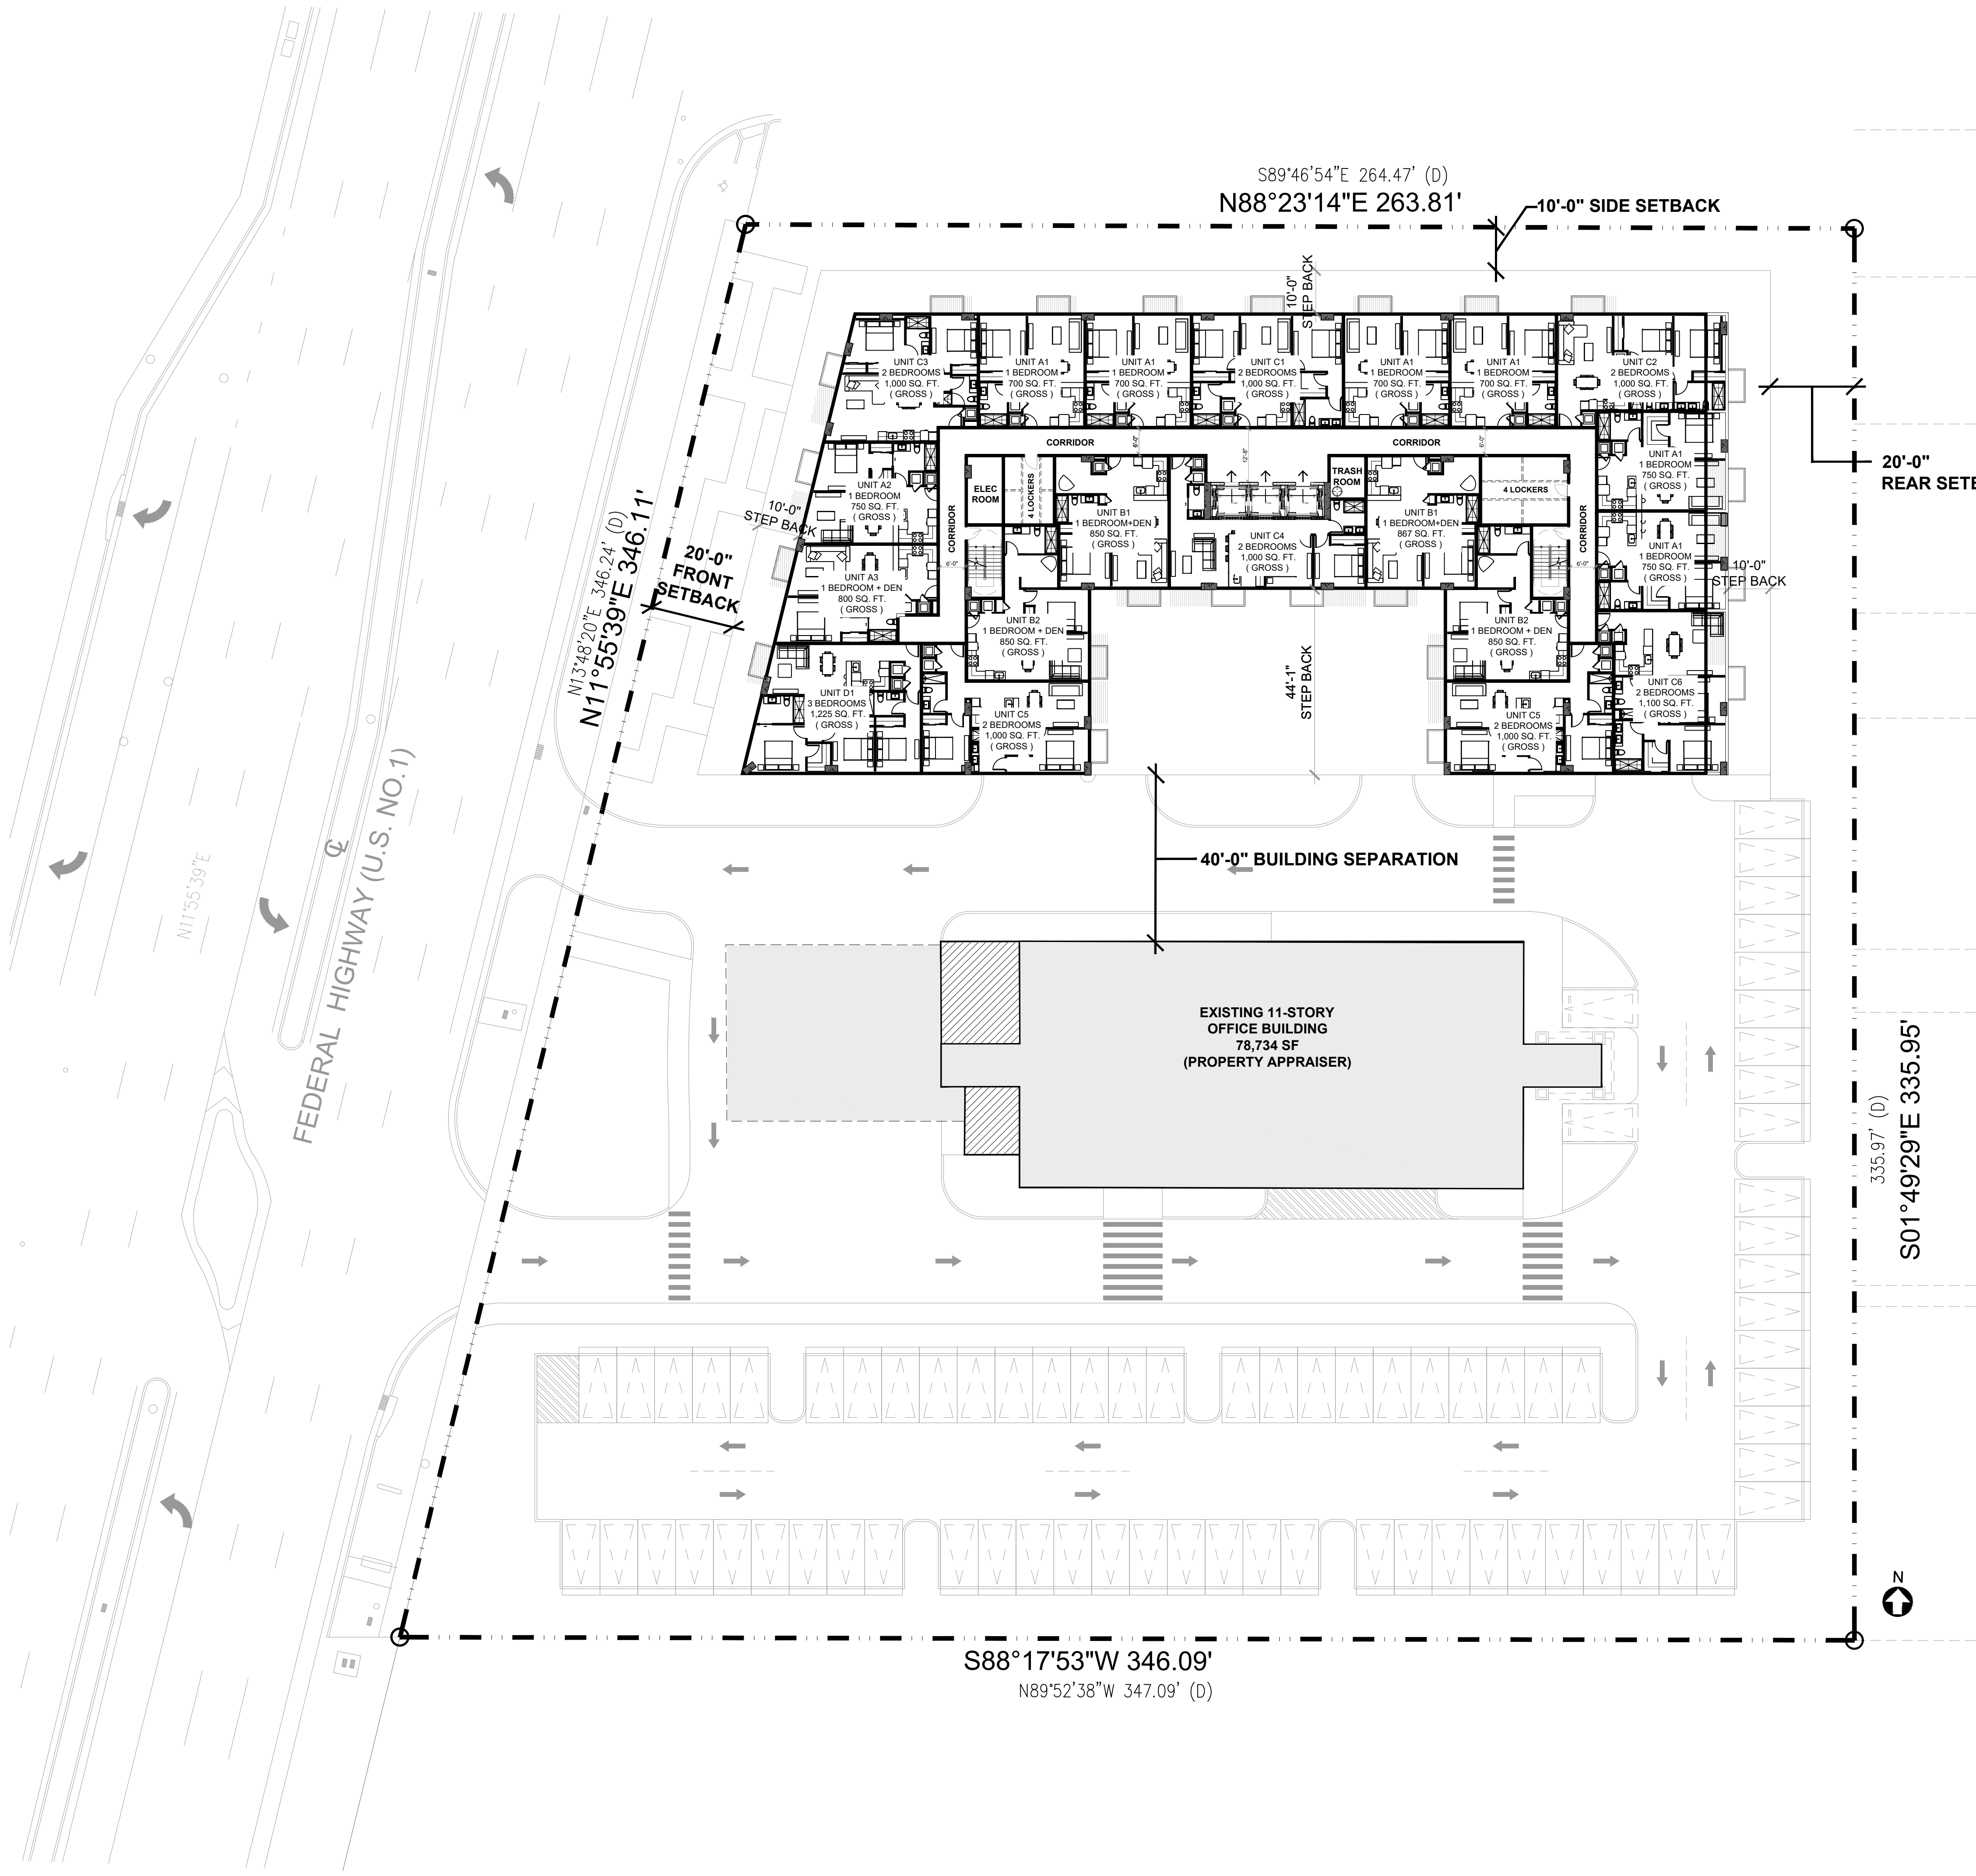 S89°46'54"E 264.47' (D)
N88°23'14"E 263.81'
10'-0" SIDE SETBACK
10'-0"
STEP BACK
UNIT C3
2 BEDROOMS
1,000 SQ. FT.
( GROSS )
UNIT A1
1 BEDROOM
700 SQ. FT.
( GROSS )
UNIT A1
1 BEDROOM
700 SQ. FT.
( GROSS )
UNIT C1
2 BEDROOMS
1,000 SQ. FT.
( GROSS )
UNIT A1
1 BEDROOM
700 SQ. FT.
( GROSS )
UNIT A1
1 BEDROOM
700 SQ. FT.
( GROSS )
UNIT C2
2 BEDROOMS
1,000 SQ. FT.
( GROSS )
CORRIDOR
6'-0"
12'-8"
CORRIDOR
6'-0"
20'-0"
REAR SETB
UNIT A2
1 BEDROOM
750 SQ. FT.
( GROSS )
ELEC
ROOM
4 LOCKERS
TRASH
ROOM
4 LOCKERS
UNIT A1
1 BEDROOM
750 SQ. FT.
( GROSS )
10'-0"
STEP BACK
CORRIDOR
6'-0"
UNIT B1
1 BEDROOM+DEN
850 SQ. FT.
( GROSS )
UNIT C4
2 BEDROOMS
1,000 SQ. FT.
( GROSS )
UNIT B1
1 BEDROOM+DEN
867 SQ. FT.
( GROSS )
CORRIDOR
6'-0"
UNIT A1
1 BEDROOM
750 SQ. FT.
( GROSS )
10'-0"
STEP BACK
N13°48'20"E 346.24' (D)
N11°55'39"E 346.11'
20'-0"
FRONT
SETBACK
UNIT A3
1 BEDROOM + DEN
800 SQ. FT.
( GROSS )
UNIT B2
1 BEDROOM + DEN
850 SQ. FT.
( GROSS )
UNIT B2
1 BEDROOM + DEN
850 SQ. FT.
( GROSS )
44'-1"
STEP BACK
UNIT D1
3 BEDROOMS
1,225 SQ. FT.
( GROSS )
UNIT C5
2 BEDROOMS
1,000 SQ. FT.
( GROSS )
UNIT C5
2 BEDROOMS
1,000 SQ. FT.
( GROSS )
UNIT C6
2 BEDROOMS
1,100 SQ. FT.
( GROSS )
40'-0" BUILDING SEPARATION
N11°55'39"E
CL
FEDERAL HIGHWAY (U.S. NO.1)
EXISTING 11-STORY
OFFICE BUILDING
78,734 SF
(PROPERTY APPRAISER)
335.97' (D)
S01°49'29"E 335.95'
N
S88°17'53"W 346.09'
N89°52'38"W 347.09' (D)